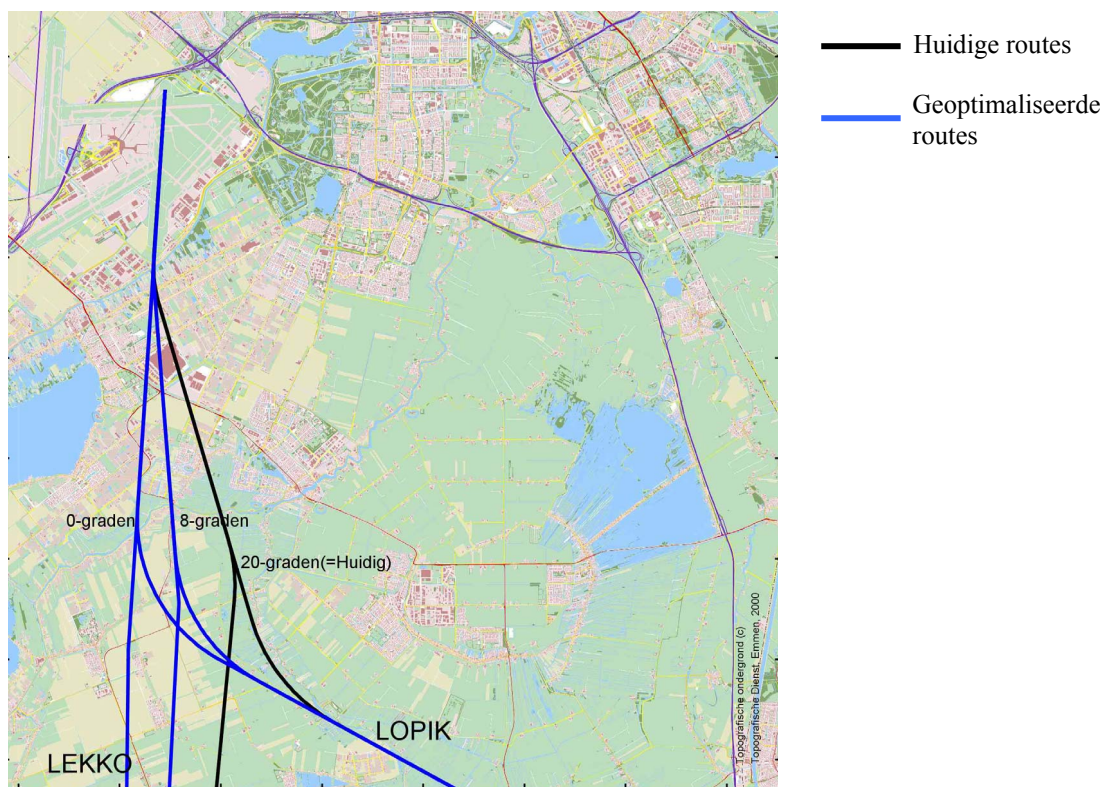 Huidige routes
Geoptimaliseerde
routes
0-graden
8-graden
20-graden(=Huidig)
LOPIK
LEKKO
Topografische ondergrond (c)
Topografische Dienst, Emmen, 2000